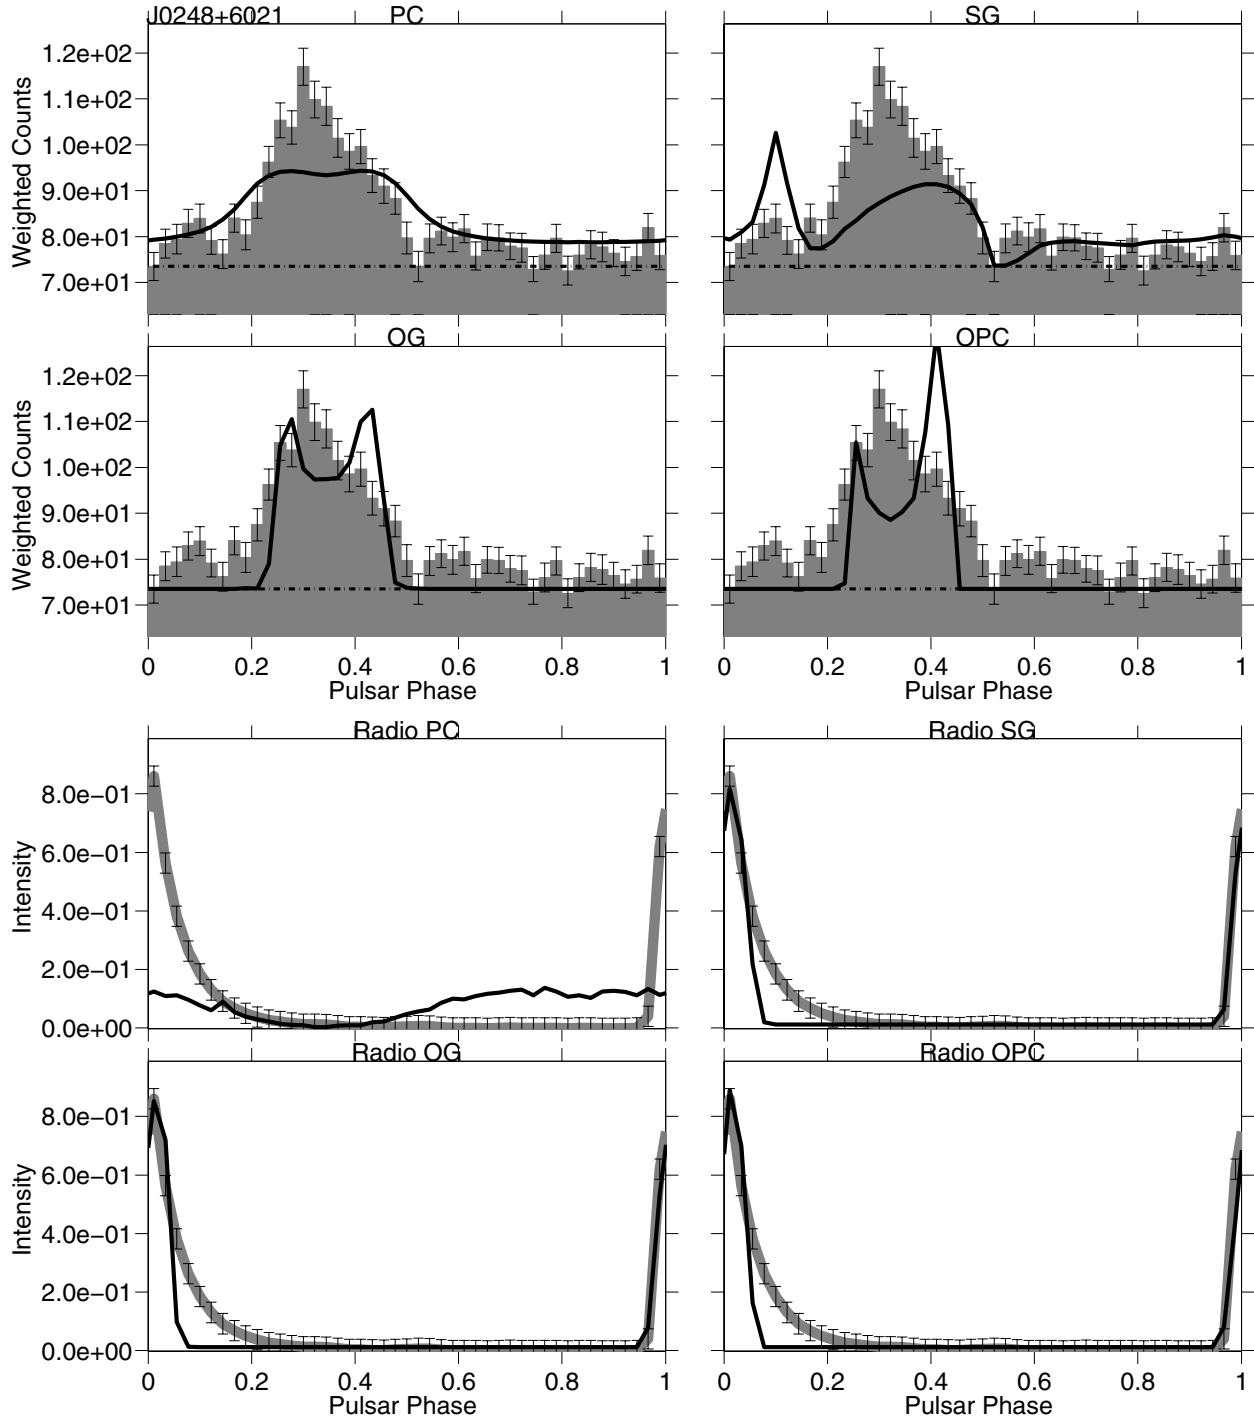 J0248+6021
PC
SG
Weighted Counts
1.2e+02
1.1e+02
1.0e+02
9.0e+01
8.0e+01
7.0e+01
OG
OPC
Weighted Counts
1.2e+02
1.1e+02
1.0e+02
9.0e+01
8.0e+01
7.0e+01
0 0.2 0.4 0.6 0.8 1
0 0.2 0.4 0.6 0.8 1
Pulsar Phase
Pulsar Phase
Radio PC
Radio SG
Intensity
8.0e−01
6.0e−01
4.0e−01
2.0e−01
0.0e+00
Radio OG
Radio OPC
Intensity
8.0e−01
6.0e−01
4.0e−01
2.0e−01
0.0e+00
0 0.2 0.4 0.6 0.8 1
0 0.2 0.4 0.6 0.8 1
Pulsar Phase
Pulsar Phase